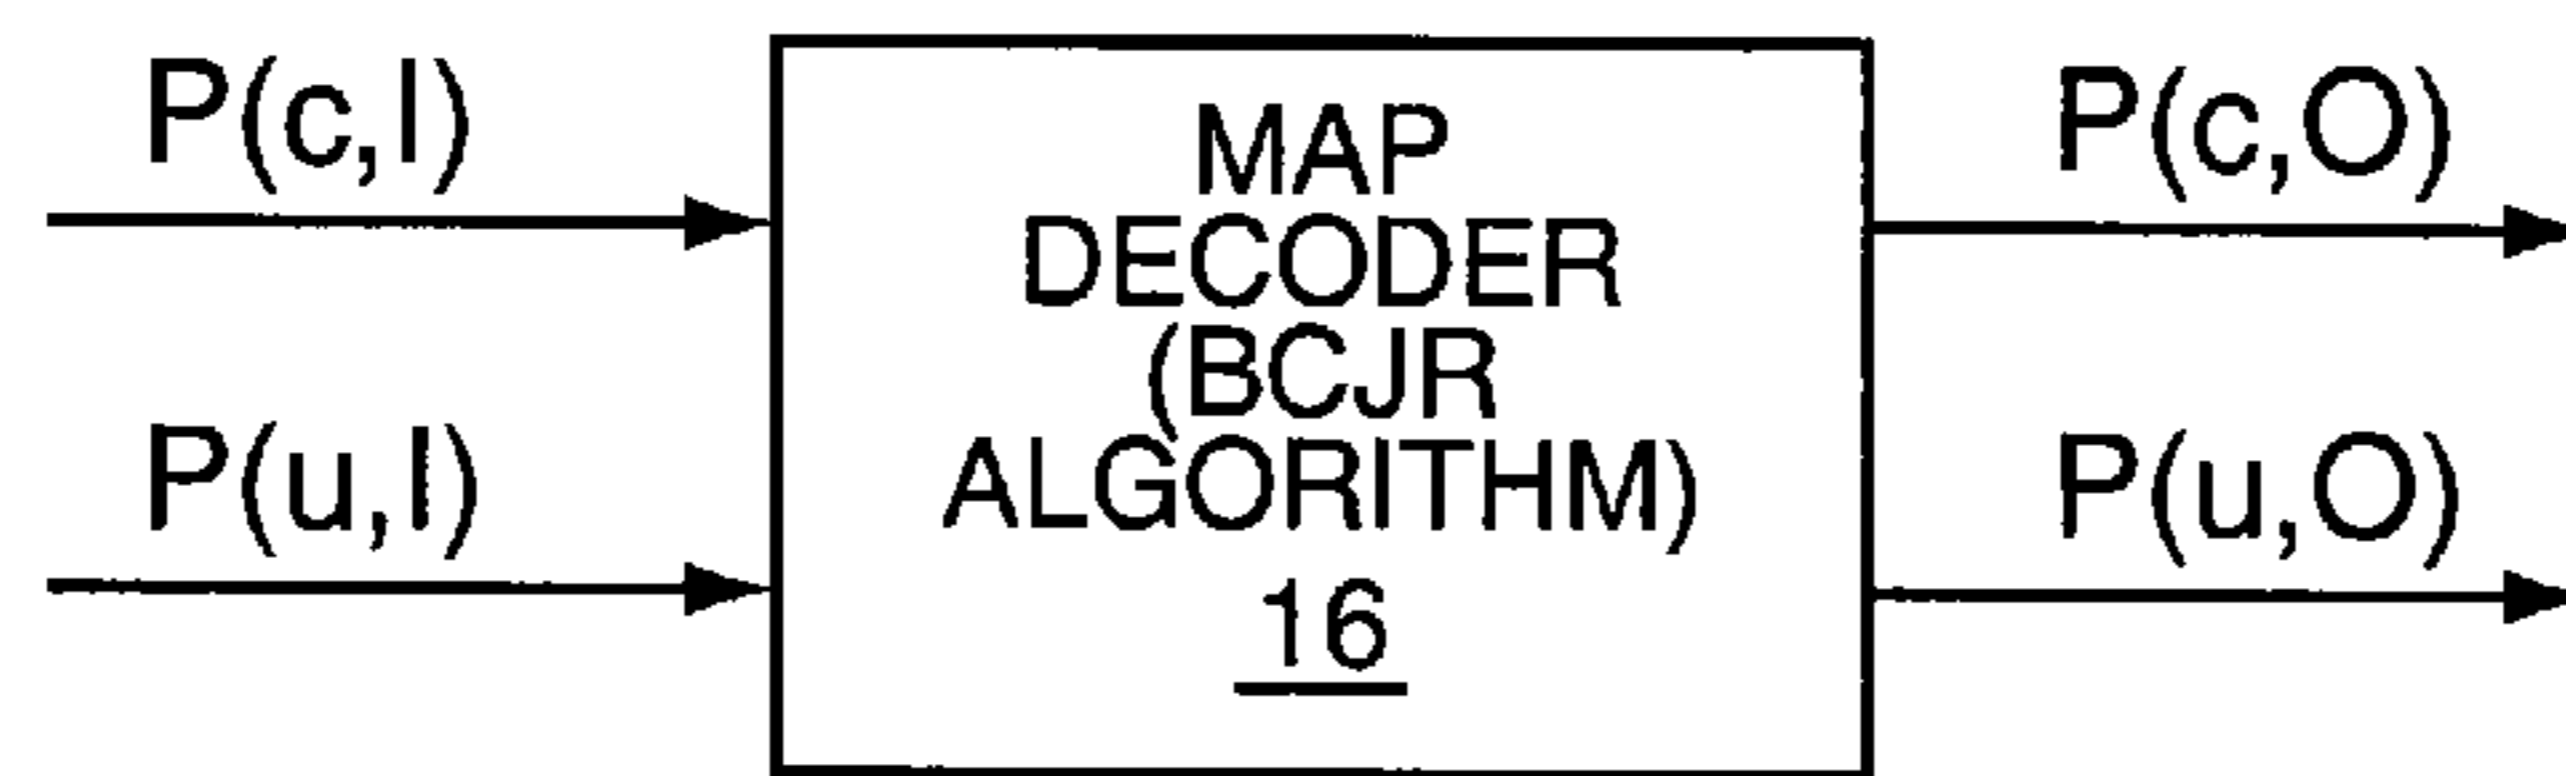 P(c,I)
P(u,I)
MAP
DECODER
(BCJR
ALGORITHM)
16
P(c,O)
P(u,O)